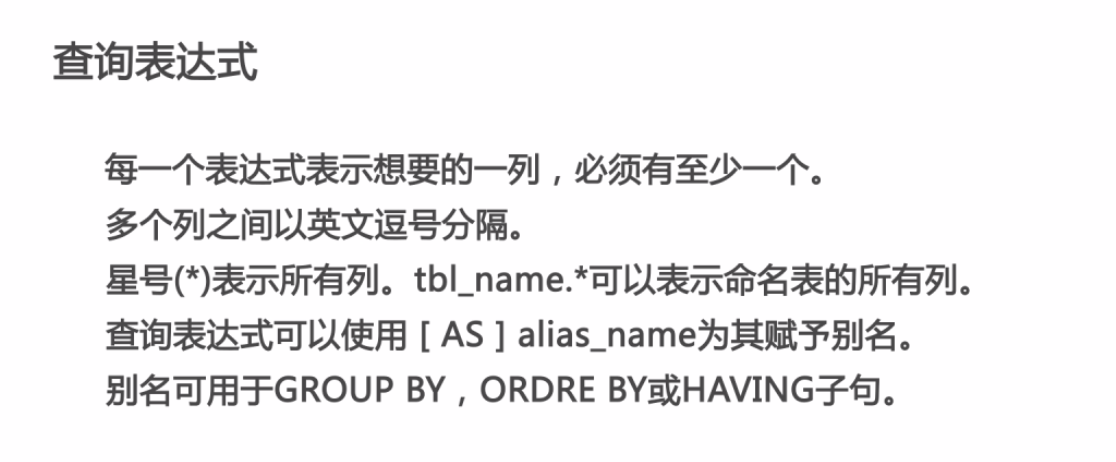 查询表达式
每一个表达式表示想要的一列，必须有至少一个。
多个列之间以英文逗号分隔。
星号(*)表示所有列。tbl_name.*可以表示命名表的所有列。
查询表达式可以使用［AS］alias_name为其赋予别名。
别名可用于GROUP BY，ORDRE BY或HAVING子句。